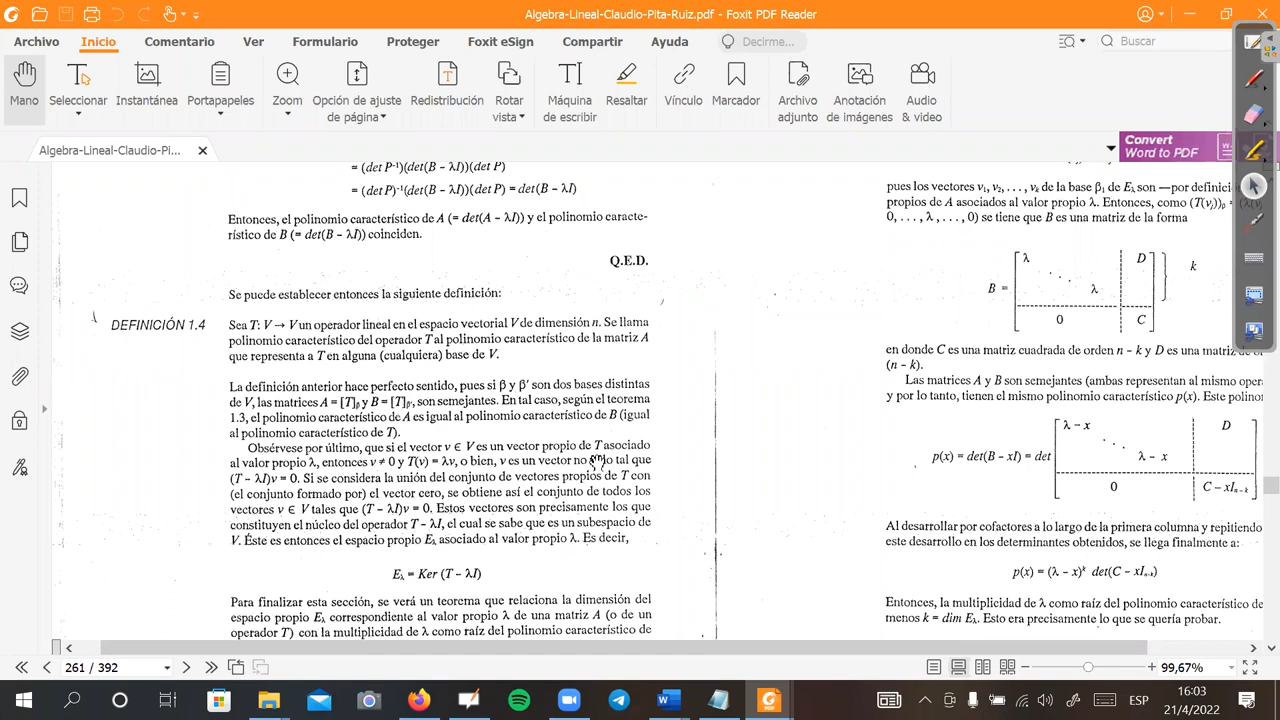 Algebra-Lineal-Claudio-Pita-Ruiz.pdf - Foxit PDF Reader
Archivo Inicio Comentario Ver Formulario Proteger Foxit eSign Compartir Ayuda Decirme... Buscar
Mano Seleccionar Instantánea Portapapeles Zoom Opción de ajuste de página Redistribución Rotar vista Máquina de escribir Resaltar Vínculo Marcador Archivo adjunto Anotación de imágenes Audio & video
Algebra-Lineal-Claudio-Pi...
Convert
Word to PDF
= (det P⁻¹)(det(B − λI))(det P)
= (det P)⁻¹(det(B − λI))(det P) = det(B − λI)
Entonces, el polinomio característico de A (= det(A − λI)) y el polinomio caracte-
rístico de B (= det(B − λI)) coinciden.
Q.E.D.
Se puede establecer entonces la siguiente definición:
DEFINICIÓN 1.4
Sea T: V → V un operador lineal en el espacio vectorial V de dimensión n. Se llama
polinomio característico del operador T al polinomio característico de la matriz A
que representa a T en alguna (cualquiera) base de V.
La definición anterior hace perfecto sentido, pues si β y β′ son dos bases distintas
de V, las matrices A = [T]β y B = [T]β′, son semejantes. En tal caso, según el teorema
1.3, el polinomio característico de A es igual al polinomio característico de B (igual
al polinomio característico de T).
Obsérvese por último, que si el vector v ∈ V es un vector propio de T asociado
al valor propio λ, entonces v ≠ 0 y T(v) = λv, o bien, v es un vector no tal que
(T − λI)v = 0. Si se considera la unión del conjunto de vectores propios de T con
(el conjunto formado por) el vector cero, se obtiene así el conjunto de todos los
vectores v ∈ V tales que (T − λI)v = 0. Estos vectores son precisamente los que
constituyen el núcleo del operador T − λI, el cual se sabe que es un subespacio de
V. Éste es entonces el espacio propio Eλ asociado al valor propio λ. Es decir,
Eλ = Ker (T − λI)
Para finalizar esta sección, se verá un teorema que relaciona la dimensión del
espacio propio Eλ correspondiente al valor propio λ de una matriz A (o de un
operador T) con la multiplicidad de λ como raíz del polinomio característico de
pues los vectores v₁, v₂, . . . , vₖ de la base β₁ de Eλ son —por definición
propios de A asociados al valor propio λ. Entonces, como (T(vⱼ))β = (λ(v
0, . . . , λ, . . . , 0) se tiene que B es una matriz de la forma
λ D
B = λ k
0 C
en donde C es una matriz cuadrada de orden n − k y D es una matriz de
(n − k).
Las matrices A y B son semejantes (ambas representan al mismo oper
y por lo tanto, tienen el mismo polinomio característico p(x). Este polinom
λ − x D
p(x) = det(B − xI) = det λ − x
0 C − xIₙ₋ₖ
Al desarrollar por cofactores a lo largo de la primera columna y repitiendo
este desarrollo en los determinantes obtenidos, se llega finalmente a:
p(x) = (λ − x)ᵏ det(C − xIₙ₋ₖ)
Entonces, la multiplicidad de λ como raíz del polinomio característico de
menos k = dim Eλ. Esto era precisamente lo que se quería probar.
261 / 392 99,67%
ESP
16:03
21/4/2022